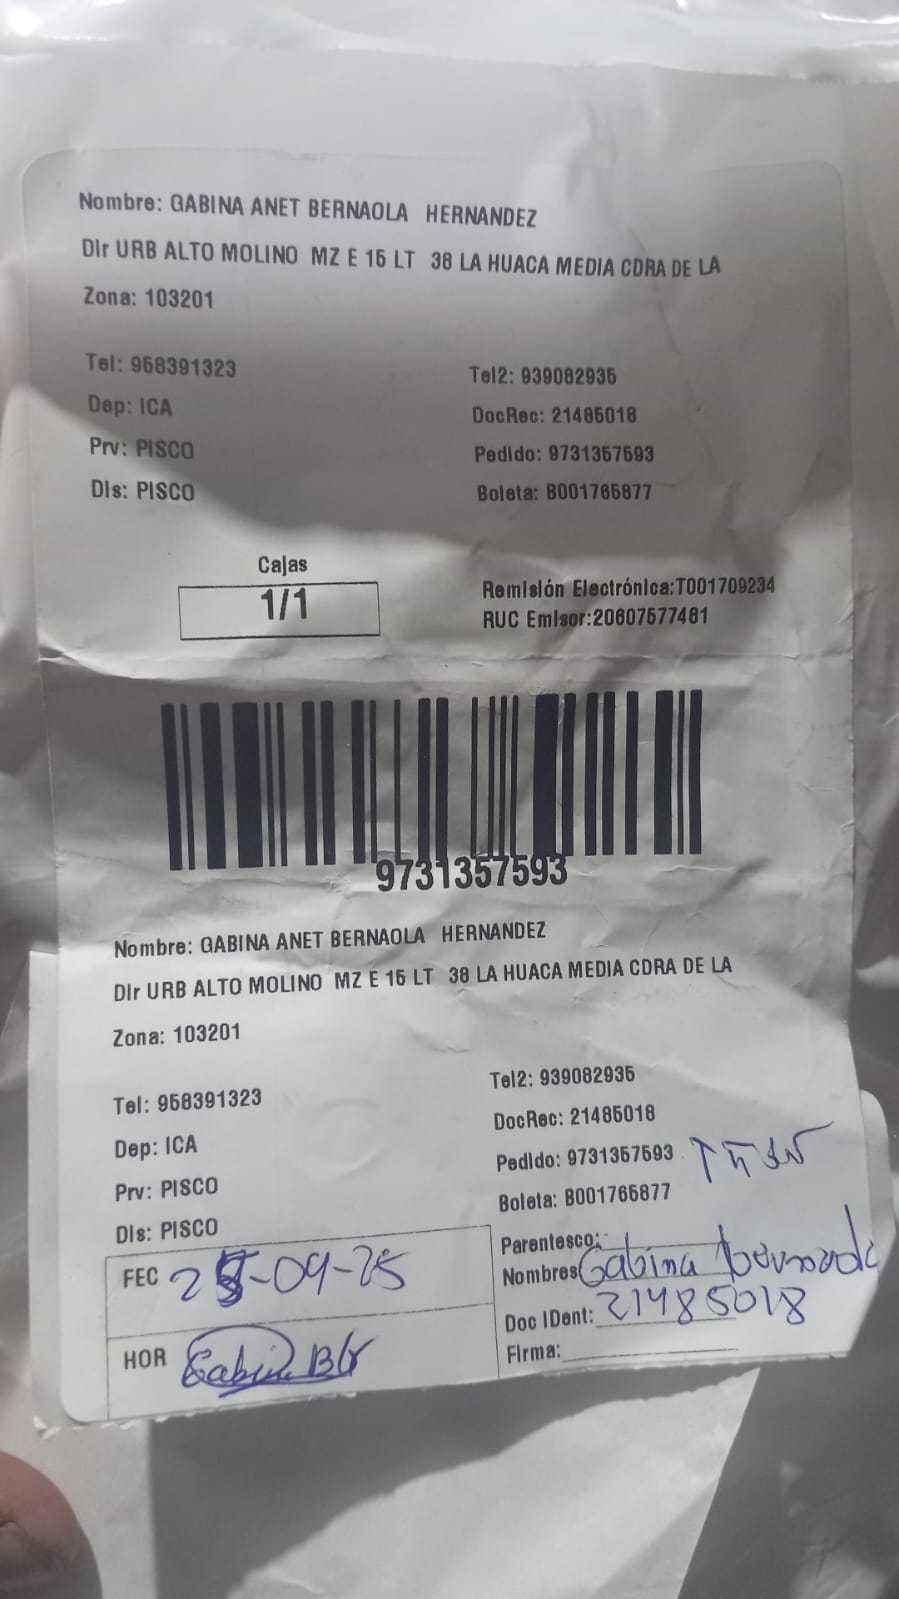 Nombre: GABINA ANET BERNAOLA HERNANDEZ
Dir URB ALTO MOLINO MZ E 15 LT 38 LA HUACA MEDIA CDRA DE LA
Zona: 103201
Tel: 958391323
Tel2: 939082935
Dep: ICA
DocRec: 21485018
Prv: PISCO
Pedido: 9731357593
Dis: PISCO
Boleta: B001765877
Cajas
1/1
Remisión Electrónica:T001709234
RUC Emisor:20607577481
9731357593
Nombre: GABINA ANET BERNAOLA HERNANDEZ
Dir URB ALTO MOLINO MZ E 15 LT 38 LA HUACA MEDIA CDRA DE LA
Zona: 103201
Tel: 958391323
Tel2: 939082935
Dep: ICA
DocRec: 21485018
Prv: PISCO
Pedido: 9731357593
Dis: PISCO
Boleta: B001765877
Parentesco:
FEC 25-09-25
Nombres Gabina
Doc IDent: 21485018
HOR
Firma: